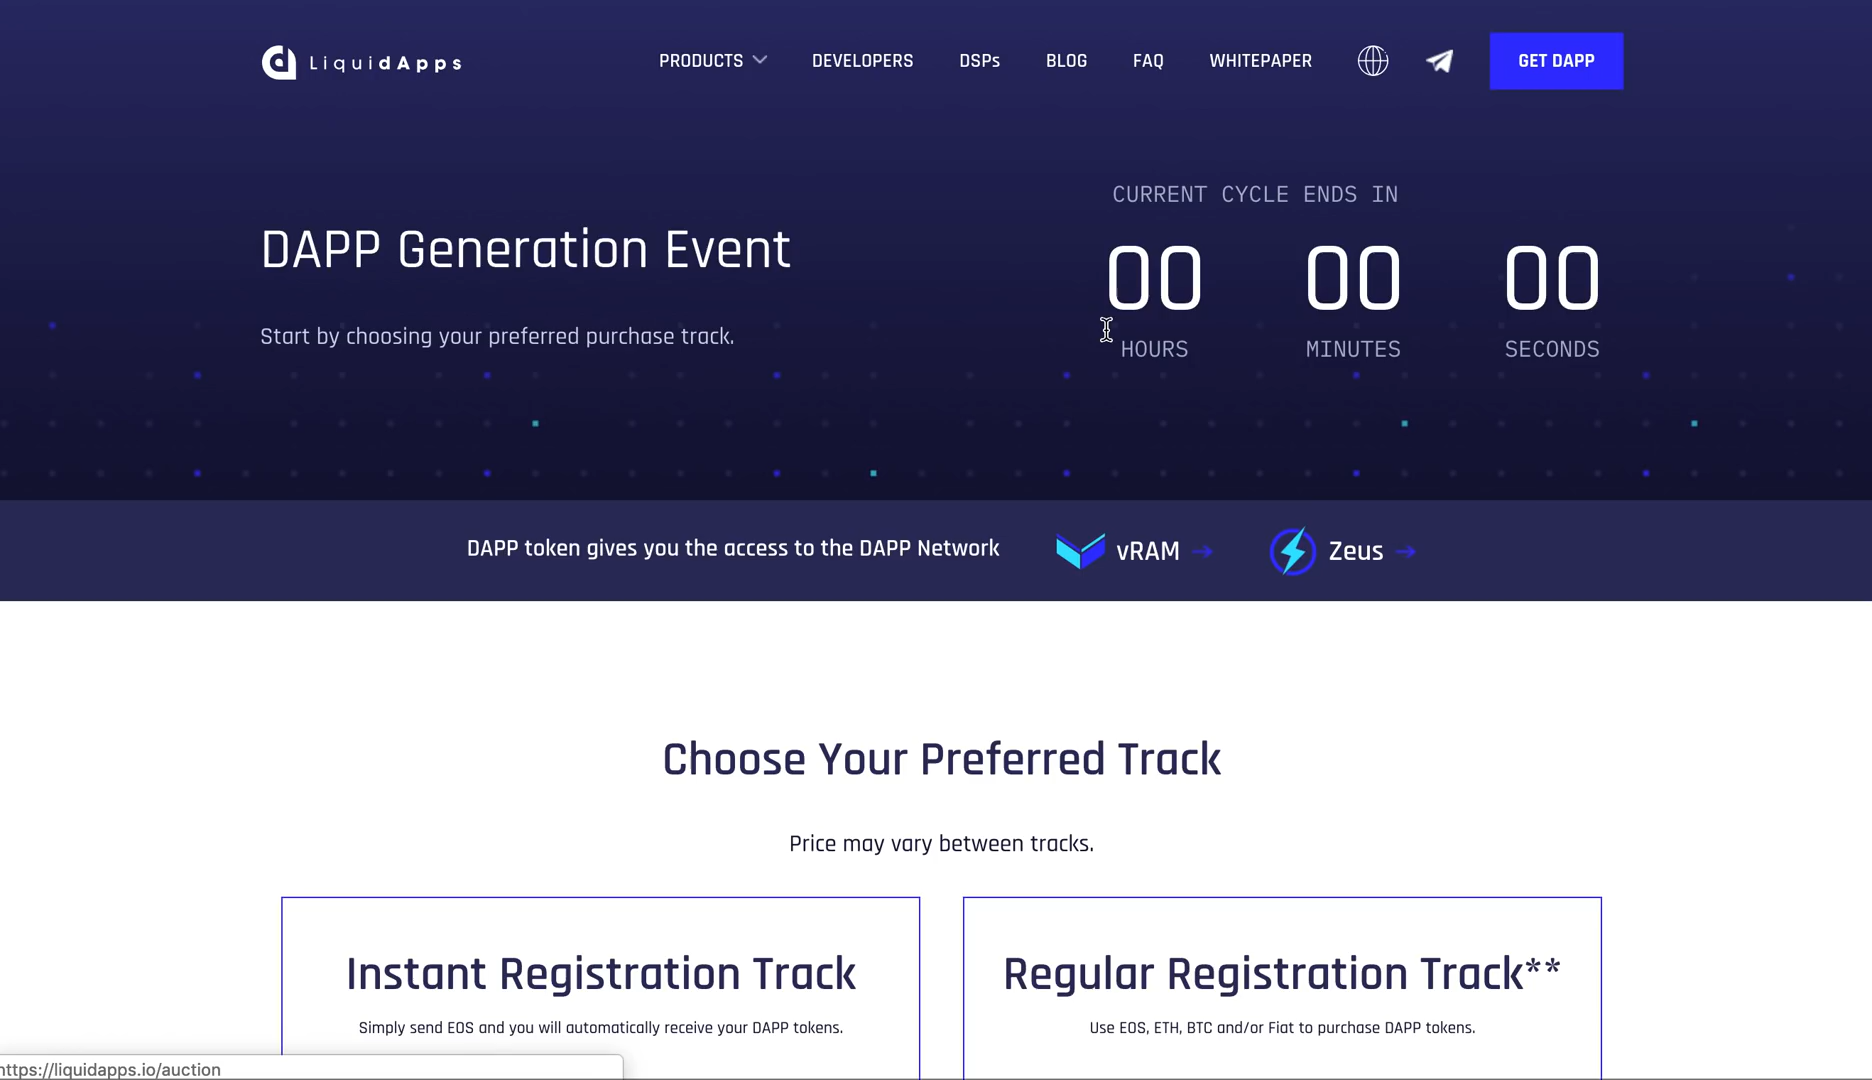 LiquidApps
PRODUCTS
DEVELOPERS
DSPs
BLOG
FAQ
WHITEPAPER
GET DAPP
DAPP Generation Event
Start by choosing your preferred purchase track.
CURRENT CYCLE ENDS IN
00 00 00
HOURS MINUTES SECONDS
DAPP token gives you the access to the DAPP Network
vRAM
Zeus
Choose Your Preferred Track
Price may vary between tracks.
Instant Registration Track
Simply send EOS and you will automatically receive your DAPP tokens.
Regular Registration Track**
Use EOS, ETH, BTC and/or Fiat to purchase DAPP tokens.
https://liquidapps.io/auction